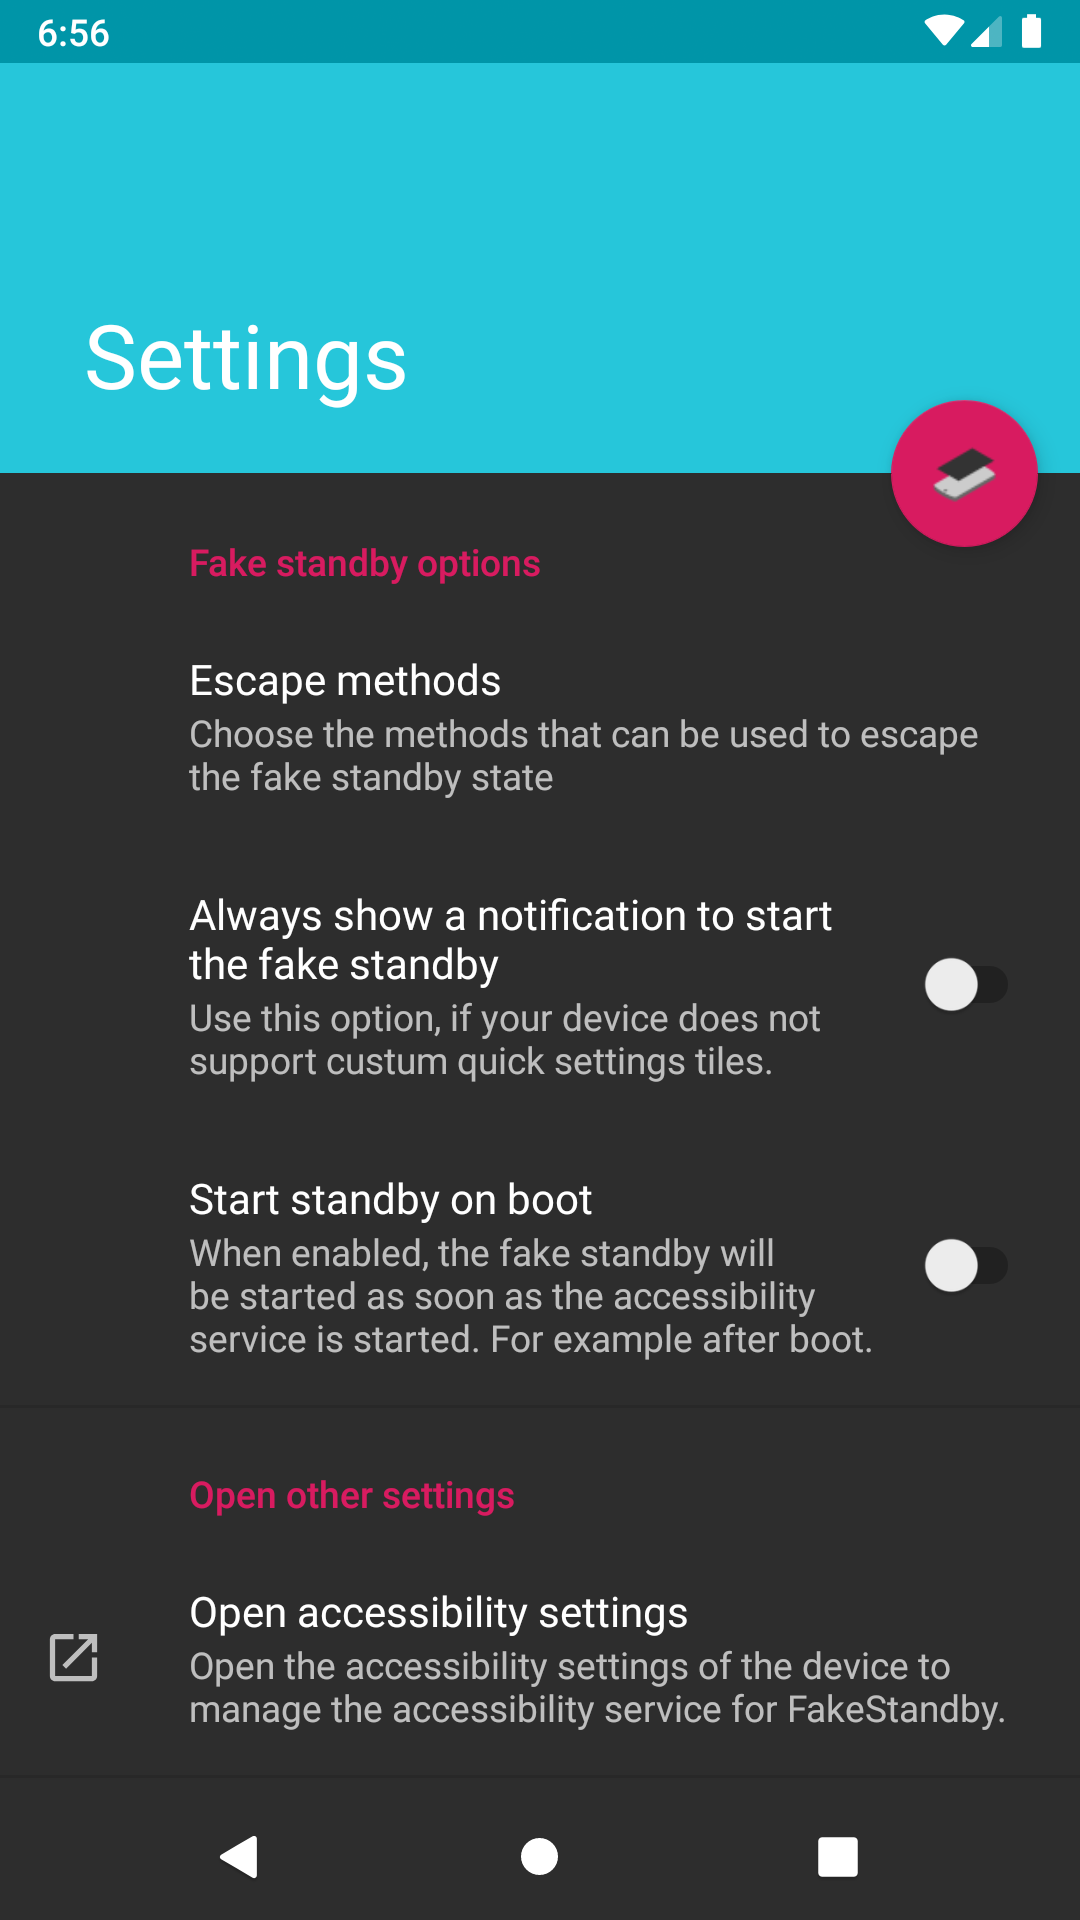 6:56
Settings
Fake standby options
Escape methods
Choose the methods that can be used to escape
the fake standby state
Always show a notification to start
the fake standby
Use this option, if your device does not
support custum quick settings tiles.
Start standby on boot
When enabled, the fake standby will
be started as soon as the accessibility
service is started. For example after boot.
Open other settings
Open accessibility settings
Open the accessibility settings of the device to
manage the accessibility service for FakeStandby.